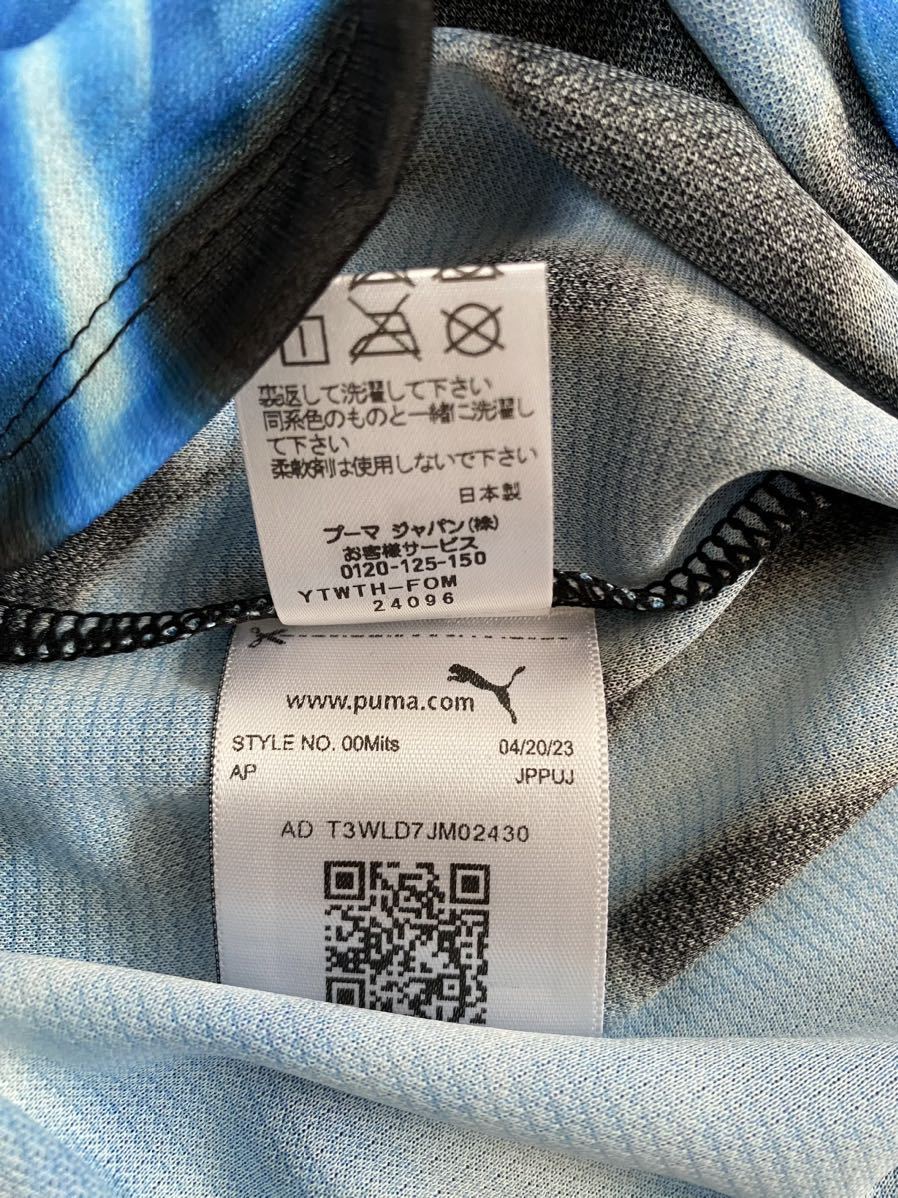 裏返して洗濯して下さい
同系色のものと一緒に洗濯し
て下さい
柔軟剤は使用しないで下さい
日本製
プーマ ジャパン(株)
お客様サービス
0120-125-150
YTWTH-FOM
24096
www.puma.com
STYLE NO. 00Mits 04/20/23
AP JPPUJ
AD T3WLD7JM02430